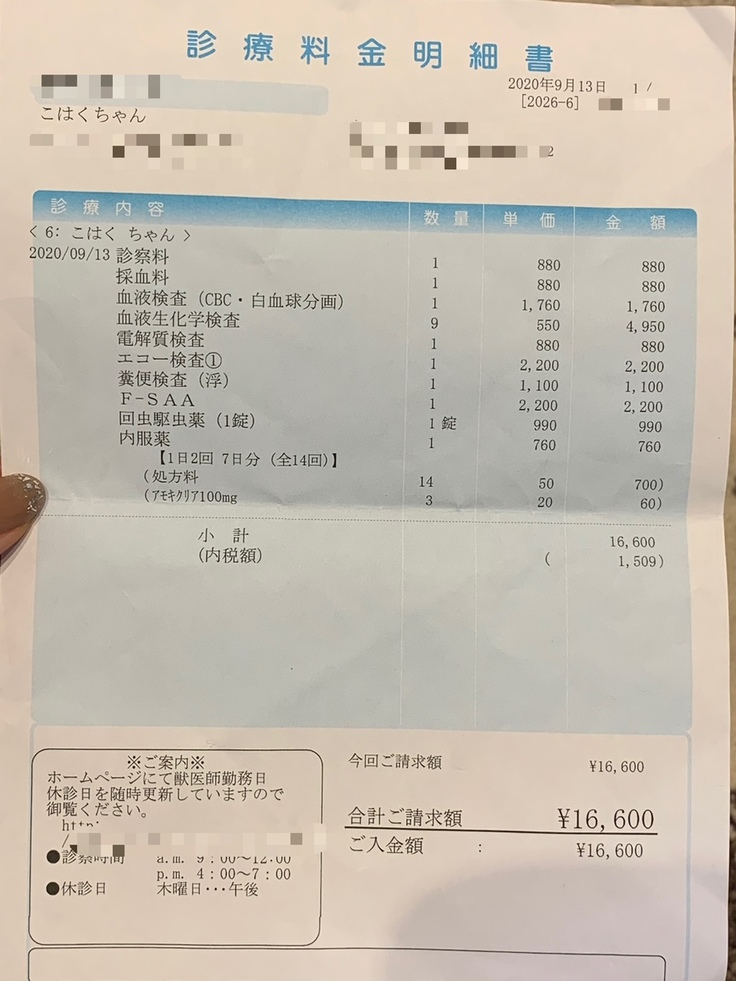 診療料金明細書
2020年9月13日 1 /
[2026-6]
こはくちゃん
2
診療内容 数量 単価 金額
< 6: こはく ちゃん >
2020/09/13 診察料 1 880 880
採血料 1 880 880
血液検査 (CBC・白血球分画) 1 1,760 1,760
血液生化学検査 9 550 4,950
電解質検査 1 880 880
エコー検査① 1 2,200 2,200
糞便検査 (浮) 1 1,100 1,100
F-SAA 1 2,200 2,200
回虫駆虫薬 (1錠) 1 錠 990 990
内服薬 1 760 760
【1日2回 7日分 (全14回)】
(処方料 14 50 700)
(アモキクリア100mg 3 20 60)
小計 16,600
(内税額) ( 1,509)
※ご案内※
ホームページにて獣医師勤務日
休診日を随時更新していますので
御覧ください。
http:
/
●診察時間 a.m. 9:00～12:00
p.m. 4:00～7:00
●休診日 木曜日・・・午後
今回ご請求額 ¥16,600
合計ご請求額 ¥16,600
ご入金額 : ¥16,600